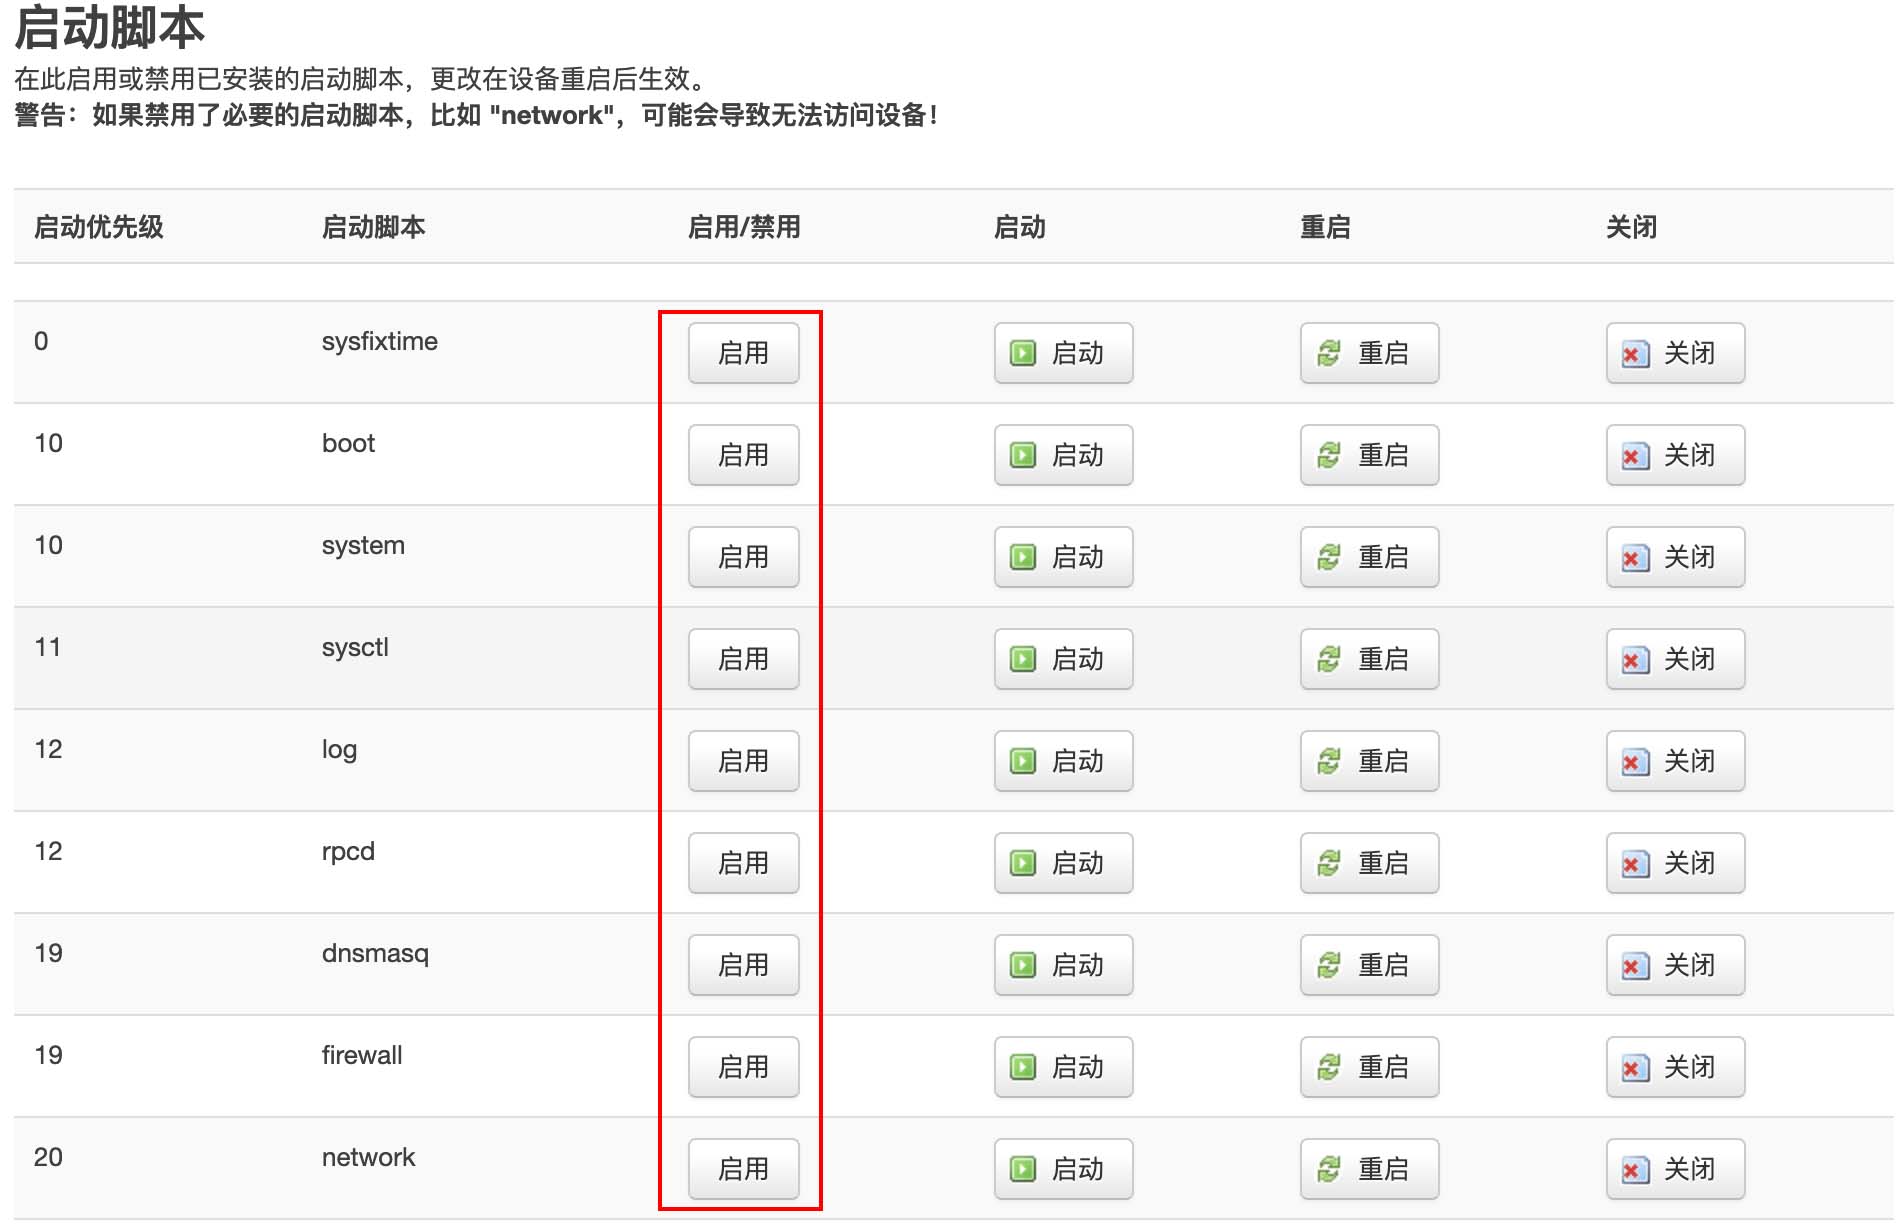 启动脚本
在此启用或禁用已安装的启动脚本，更改在设备重启后生效。
警告：如果禁用了必要的启动脚本，比如 "network"，可能会导致无法访问设备！
启动优先级 启动脚本 启用/禁用 启动 重启 关闭
0 sysfixtime 启用 启动 重启 关闭
10 boot 启用 启动 重启 关闭
10 system 启用 启动 重启 关闭
11 sysctl 启用 启动 重启 关闭
12 log 启用 启动 重启 关闭
12 rpcd 启用 启动 重启 关闭
19 dnsmasq 启用 启动 重启 关闭
19 firewall 启用 启动 重启 关闭
20 network 启用 启动 重启 关闭